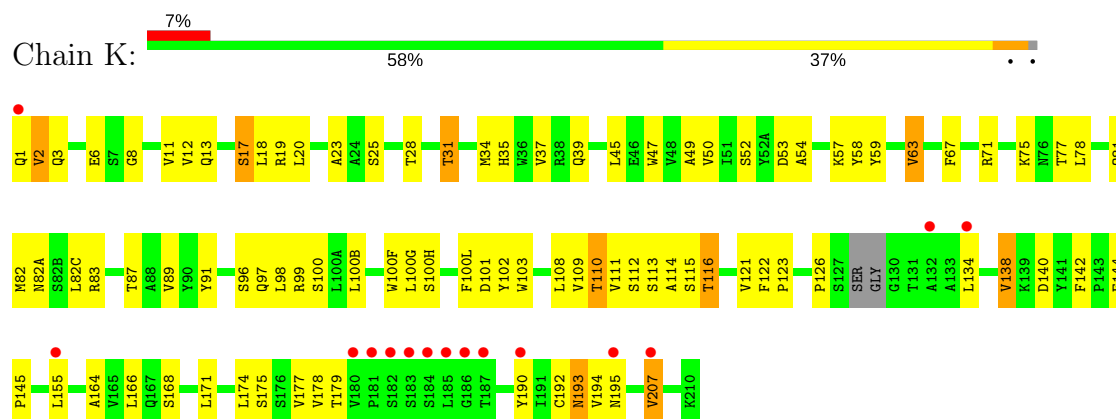 7%
Chain K:
58% 37% • •
Q1 V2 Q3 E6 S7 G8 V11 V12 Q13 S17 L18 R19 L20 A23 A24 S25 T28 T31 M34 H35 W36 V37 R38 Q39 L45 E46 W47 V48 A49 V50 I51 S52 Y52A D53 A54 K57 Y58 Y59 V63 F67 R71 K75 N76 T77 L78
M82 N82A S82B L82C R83 T87 A88 V89 Y90 Y91 S96 Q97 L98 R99 S100 L100A L100B W100F L100G S100H F100L D101 Y102 W103 L108 V109 T110 V111 S112 S113 A114 S115 T116 V121 F122 P123 P126 S127 SER GLY G130 T131 A132 A133 L134 V138 K139 D140 Y141 F142 P143
P145 L155 A164 V165 L166 Q167 S168 L171 L174 S175 S176 V177 V178 T179 V180 P181 S182 S183 S184 L185 G186 T187 Y190 I191 C192 N193 V194 N195 V207 K210